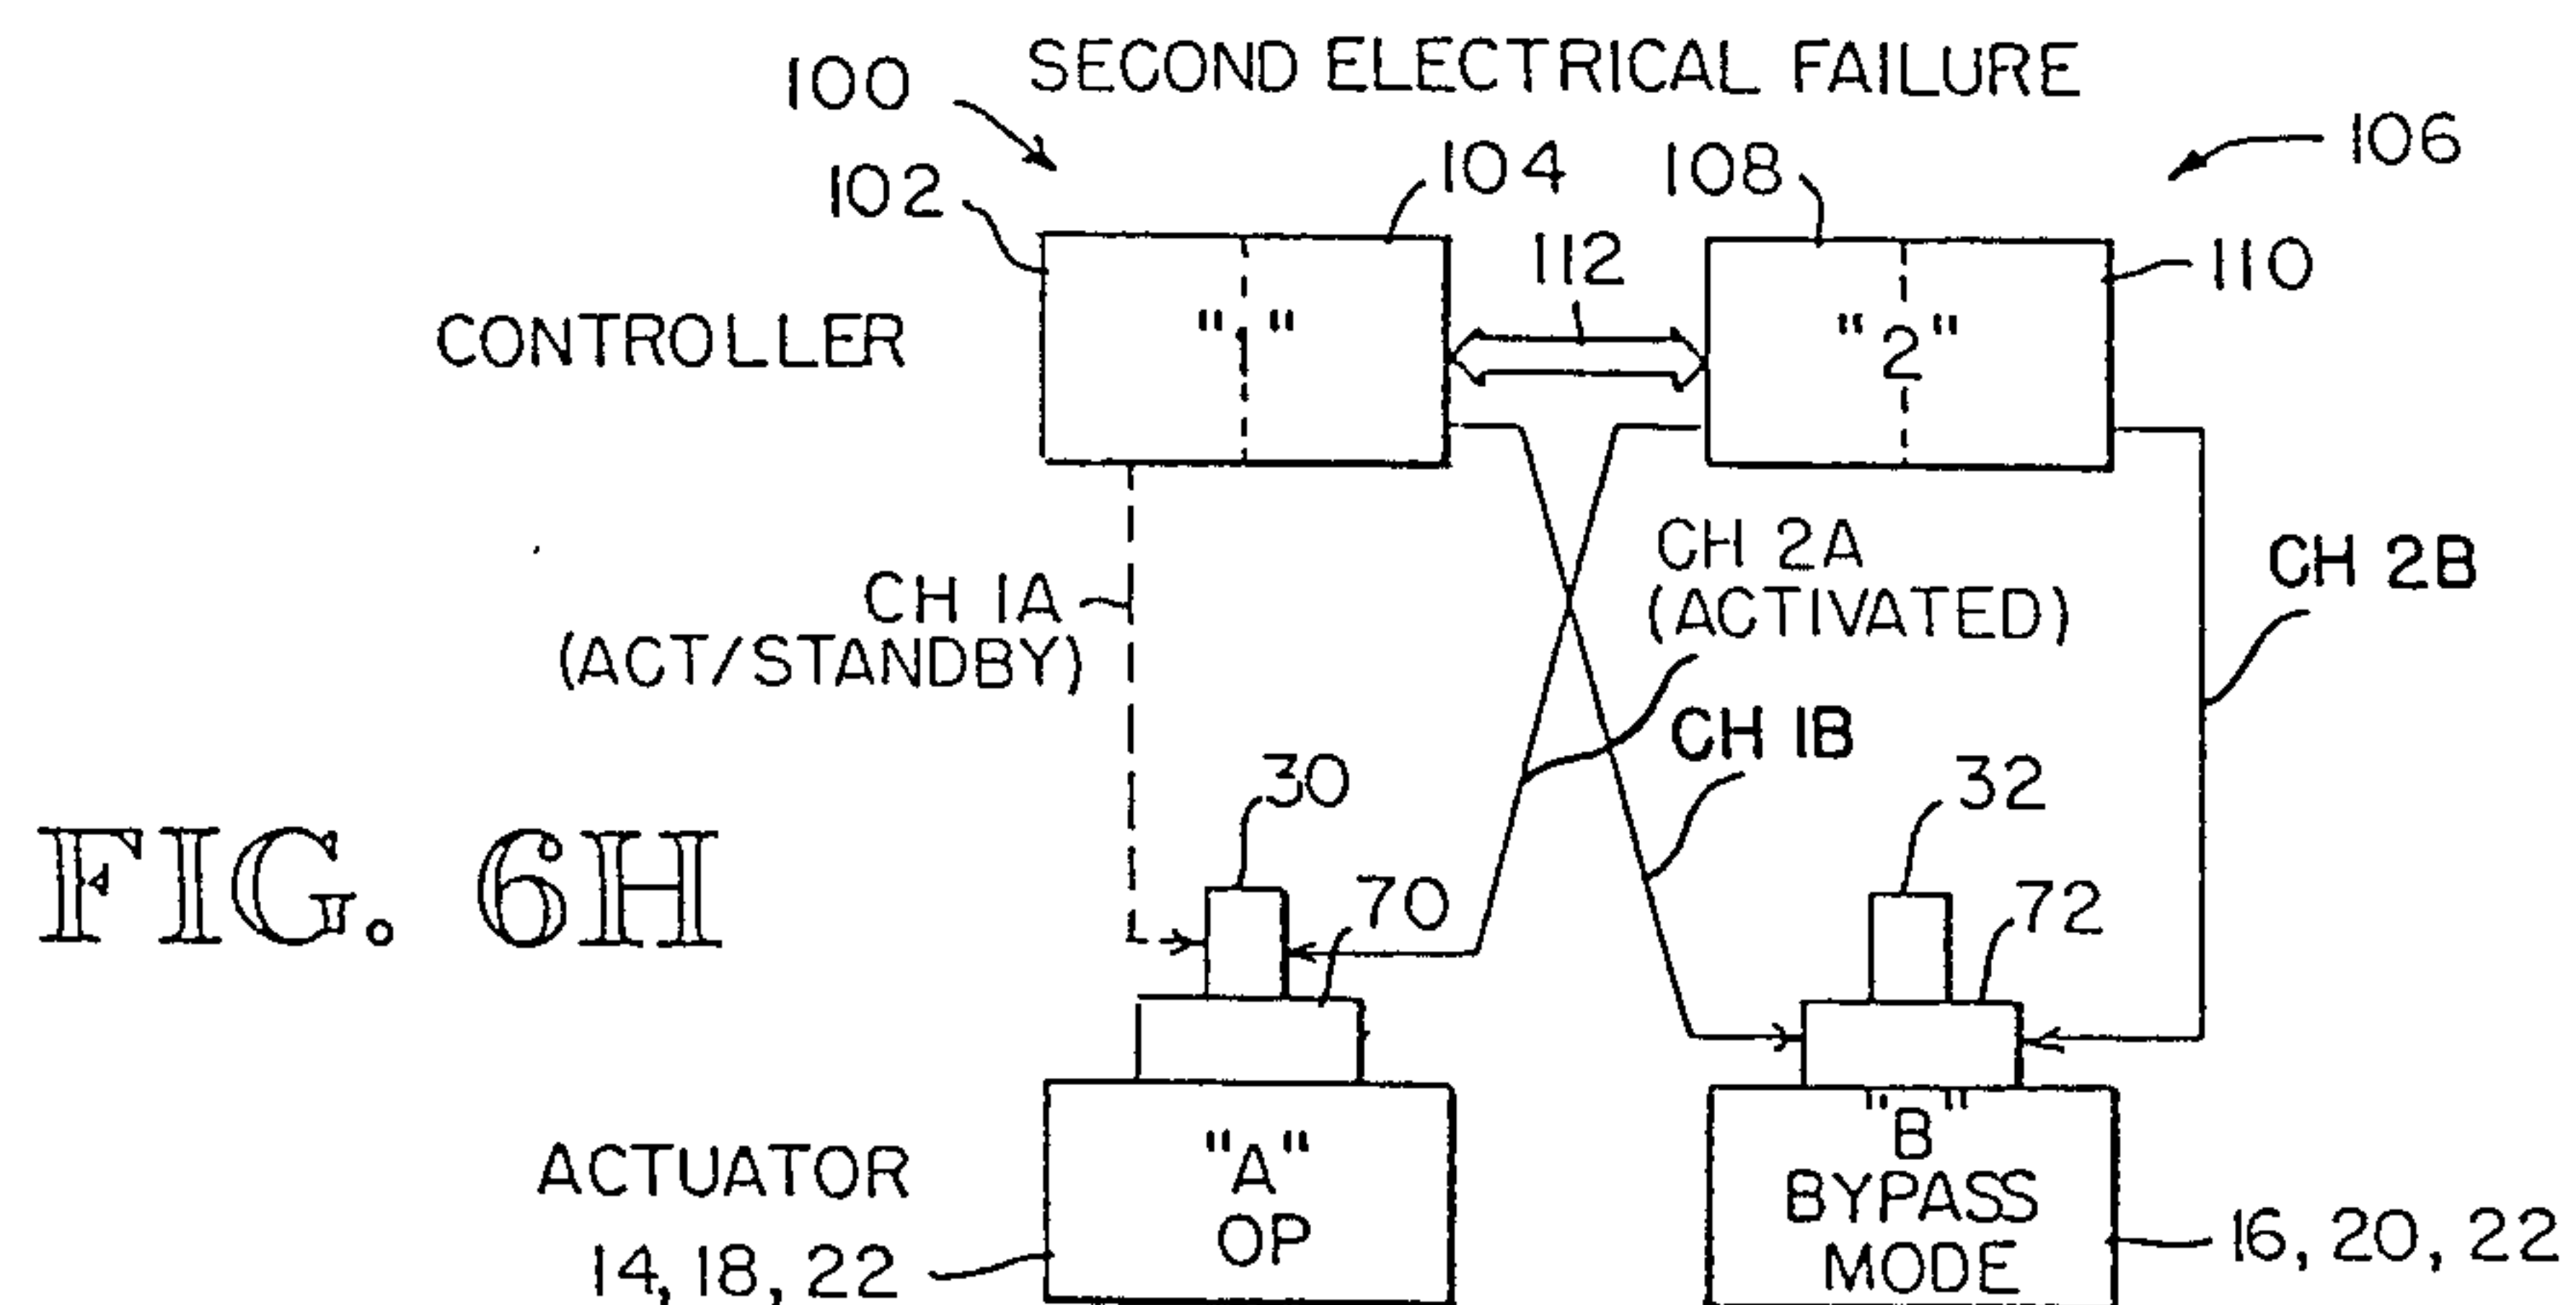 SECOND ELECTRICAL FAILURE
100
106
102
104
108
112
110
CONTROLLER
"1"
"2"
CH 1A
(ACT/STANDBY)
CH 2A
(ACTIVATED)
CH 2B
CH 1B
30
32
70
72
FIG. 6H
ACTUATOR
14, 18, 22
"A"
OP
"B"
BYPASS
MODE
16, 20, 22